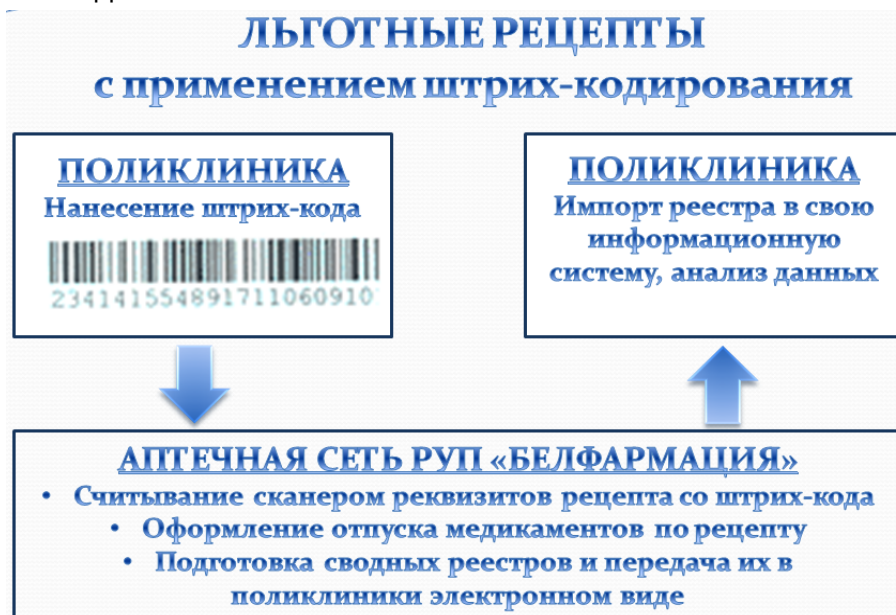 ЛЬГОТНЫЕ РЕЦЕПТЫ
с применением штрих-кодирования
ПОЛИКЛИНИКА
Нанесение штрих-кода
234141554891711060910
ПОЛИКЛИНИКА
Импорт реестра в свою
информационную
систему, анализ данных
АПТЕЧНАЯ СЕТЬ РУП «БЕЛФАРМАЦИЯ»
• Считывание сканером реквизитов рецепта со штрих-кода
• Оформление отпуска медикаментов по рецепту
• Подготовка сводных реестров и передача их в
поликлиники электронном виде